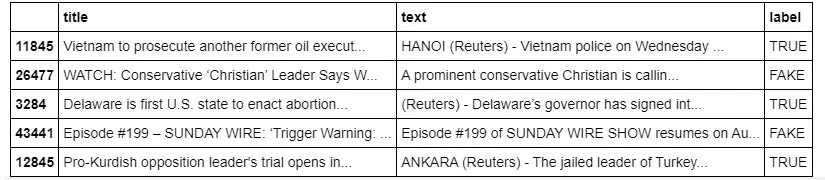 title text label
11845 Vietnam to prosecute another former oil execut... HANOI (Reuters) - Vietnam police on Wednesday ... TRUE
26477 WATCH: Conservative ‘Christian’ Leader Says W... A prominent conservative Christian is callin... FAKE
3284 Delaware is first U.S. state to enact abortion... (Reuters) - Delaware’s governor has signed int... TRUE
43441 Episode #199 – SUNDAY WIRE: ‘Trigger Warning: ... Episode #199 of SUNDAY WIRE SHOW resumes on Au... FAKE
12845 Pro-Kurdish opposition leader's trial opens in... ANKARA (Reuters) - The jailed leader of Turkey... TRUE